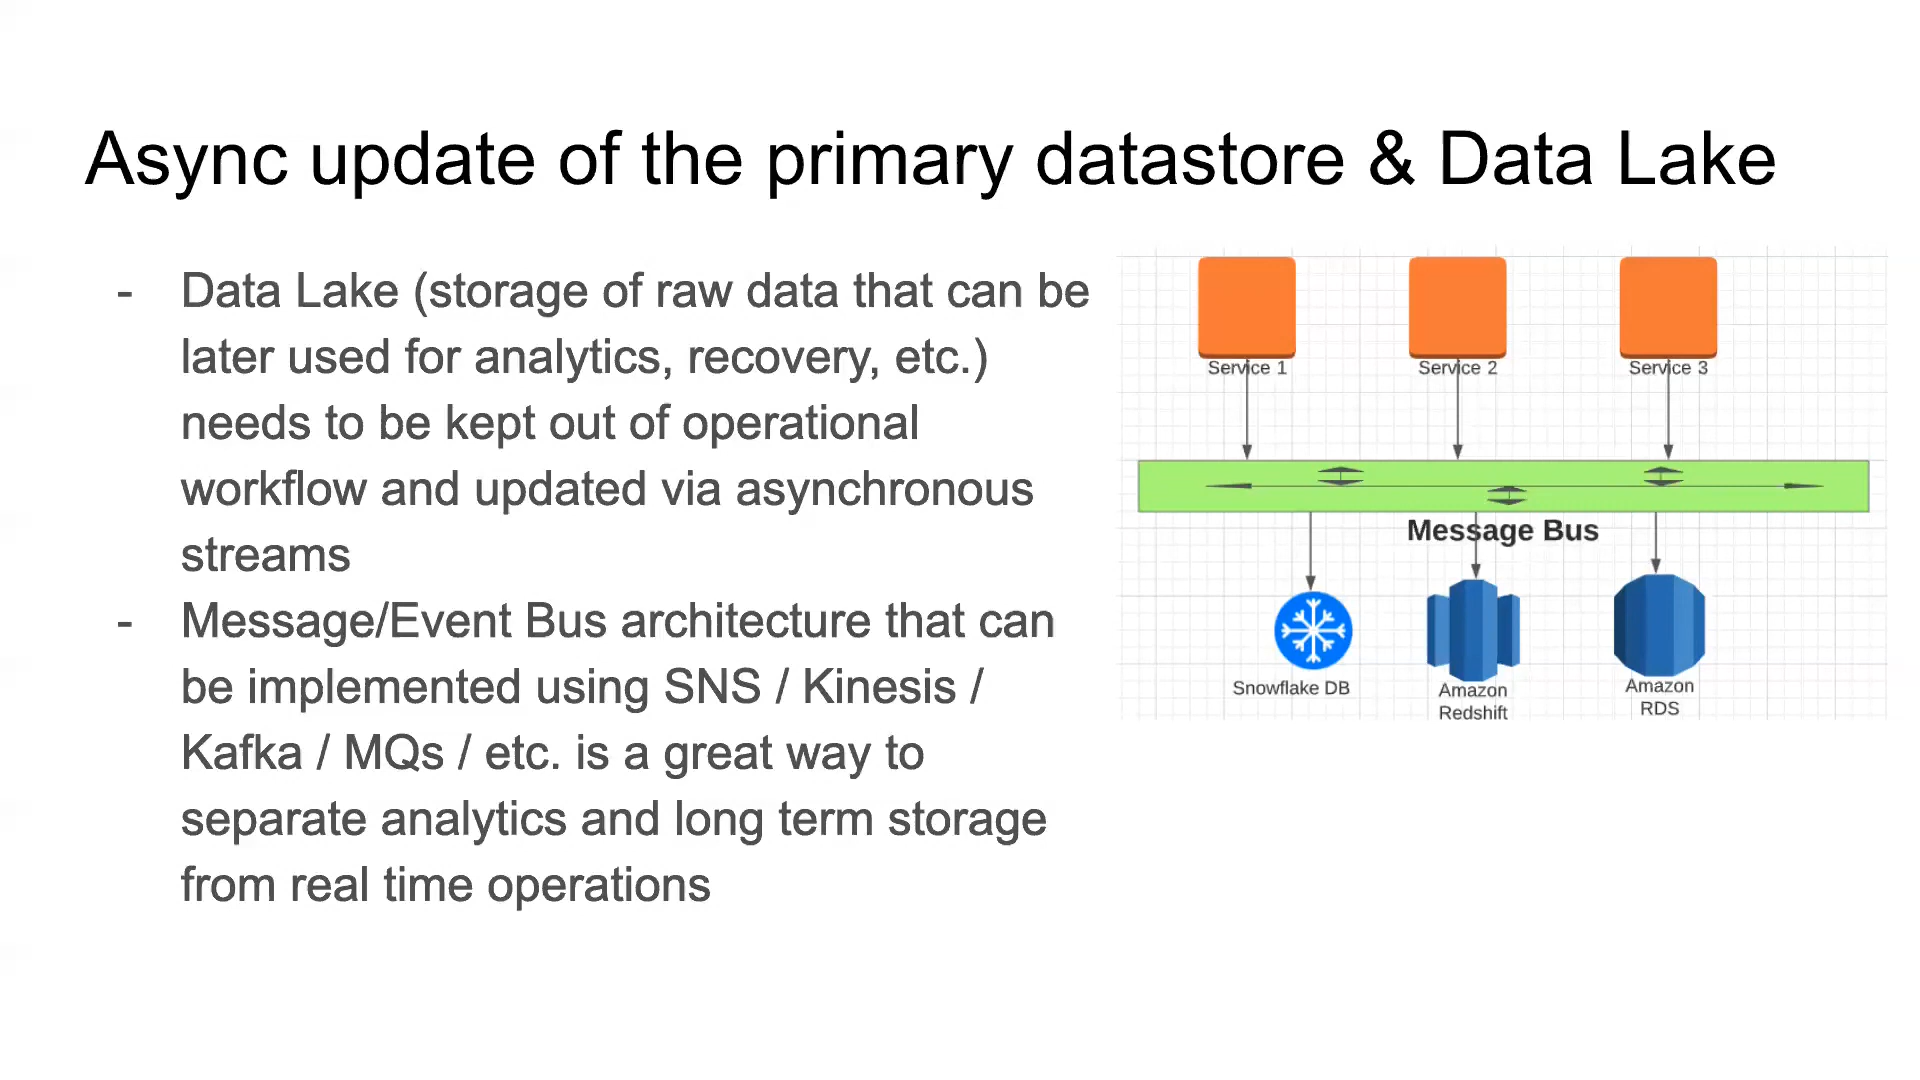 Async update of the primary datastore & Data Lake
- Data Lake (storage of raw data that can be
later used for analytics, recovery, etc.)
needs to be kept out of operational
workflow and updated via asynchronous
streams
- Message/Event Bus architecture that can
be implemented using SNS / Kinesis /
Kafka / MQs / etc. is a great way to
separate analytics and long term storage
from real time operations
Service 1
Service 2
Service 3
Message Bus
Snowflake DB
Amazon
Redshift
Amazon
RDS